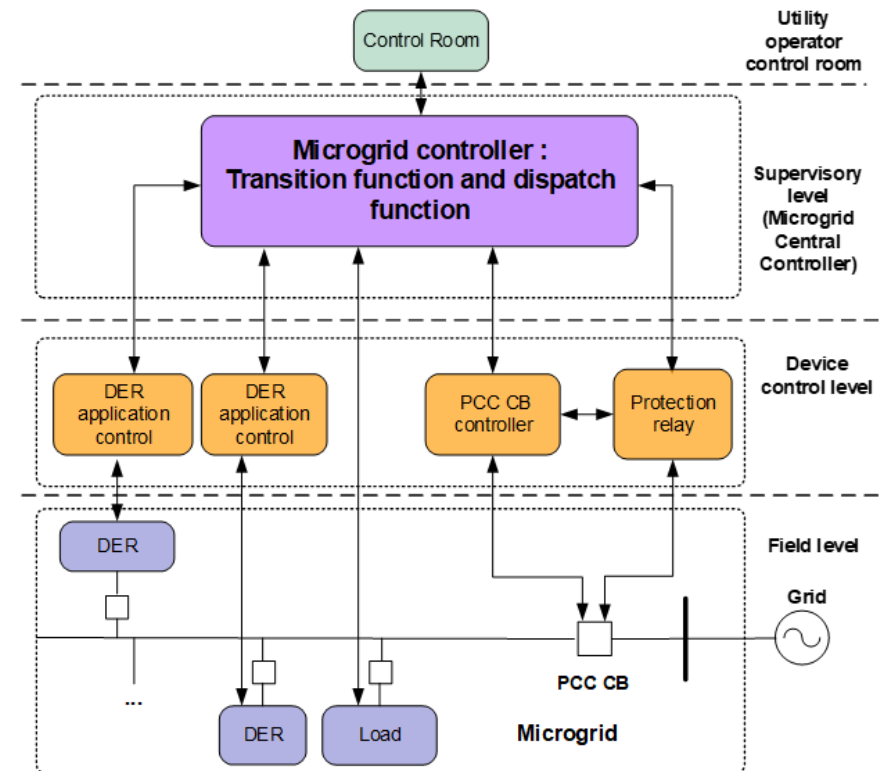 Control Room
Utility
operator
control room
Microgrid controller :
Transition function and dispatch
function
Supervisory
level
(Microgrid
Central
Controller)
DER
application
control
DER
application
control
PCC CB
controller
Protection
relay
Device
control level
DER
Field level
Grid
...
PCC CB
DER
Load
Microgrid